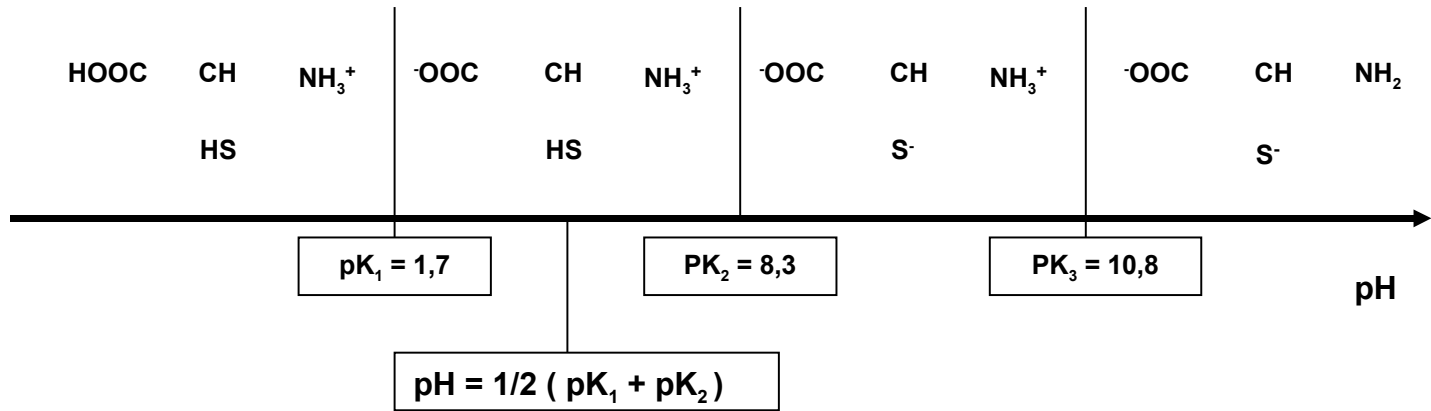 HOOC CH NH₃⁺ ⁻OOC CH NH₃⁺ ⁻OOC CH NH₃⁺ ⁻OOC CH NH₂
HS HS S⁻ S⁻
pK₁ = 1,7 PK₂ = 8,3 PK₃ = 10,8
pH
pH = 1/2 ( pK₁ + pK₂ )